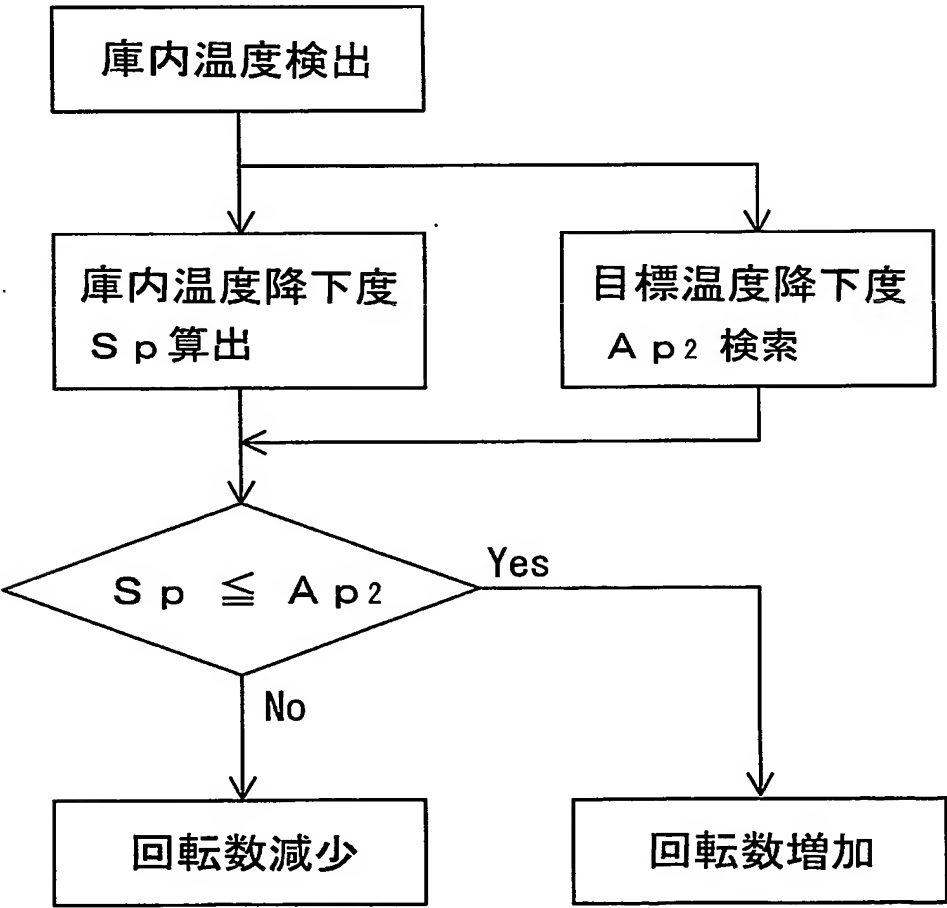 庫内温度検出
庫内温度降下度
Sp算出
目標温度降下度
Ap2 検索
Sp ≦ Ap2
Yes
No
回転数減少
回転数増加